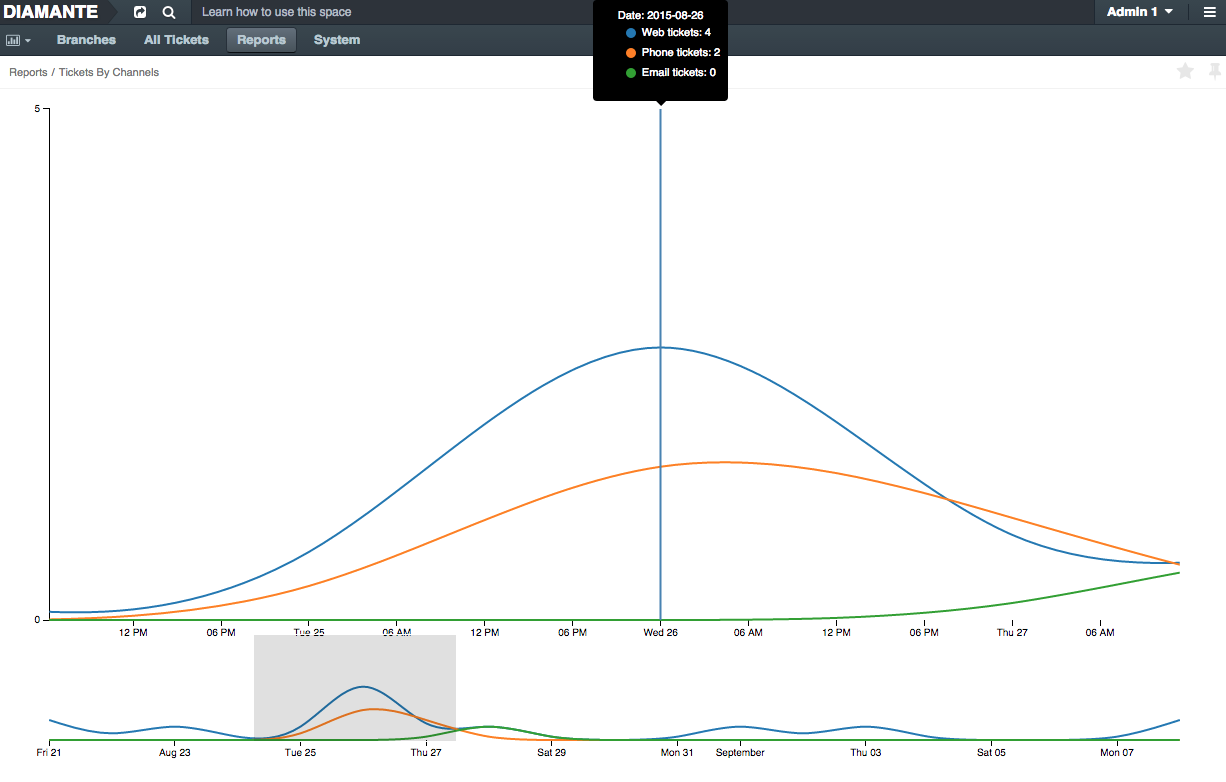 DIAMANTE
Learn how to use this space
Admin 1
Branches
All Tickets
Reports
System
Reports / Tickets By Channels
Date: 2015-08-26
Web tickets: 4
Phone tickets: 2
Email tickets: 0
5
0
12 PM 06 PM Tue 25 06 AM 12 PM 06 PM Wed 26 06 AM 12 PM 06 PM Thu 27 06 AM
Fri 21 Aug 23 Tue 25 Thu 27 Sat 29 Mon 31 September Thu 03 Sat 05 Mon 07